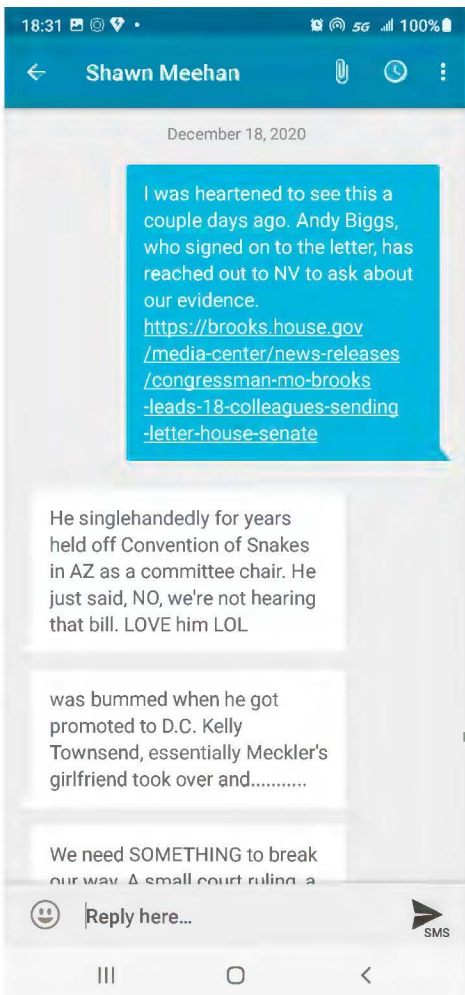 18:31 5G 100%
Shawn Meehan
December 18, 2020
I was heartened to see this a
couple days ago. Andy Biggs,
who signed on to the letter, has
reached out to NV to ask about
our evidence.
https://brooks.house.gov
/media-center/news-releases
/congressman-mo-brooks
-leads-18-colleagues-sending
-letter-house-senate
He singlehandedly for years
held off Convention of Snakes
in AZ as a committee chair. He
just said, NO, we're not hearing
that bill. LOVE him LOL
was bummed when he got
promoted to D.C. Kelly
Townsend, essentially Meckler's
girlfriend took over and...........
We need SOMETHING to break
our way. A small court ruling, a
Reply here...
SMS